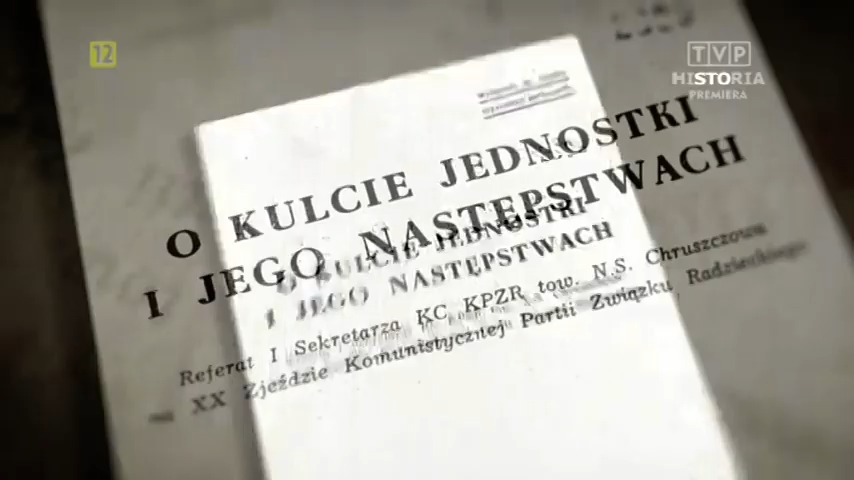 12
TVP
HISTORIA
PREMIERA
O KULCIE JEDNOSTKI
I JEGO NASTĘPSTWACH
O KULCIE JEDNOSTKI
I JEGO NASTĘPSTWACH
Referat I Sekretarza KC KPZR tow. N.S. Chruszczowa
na XX Zjeździe Komunistycznej Partii Związku Radzieckiego